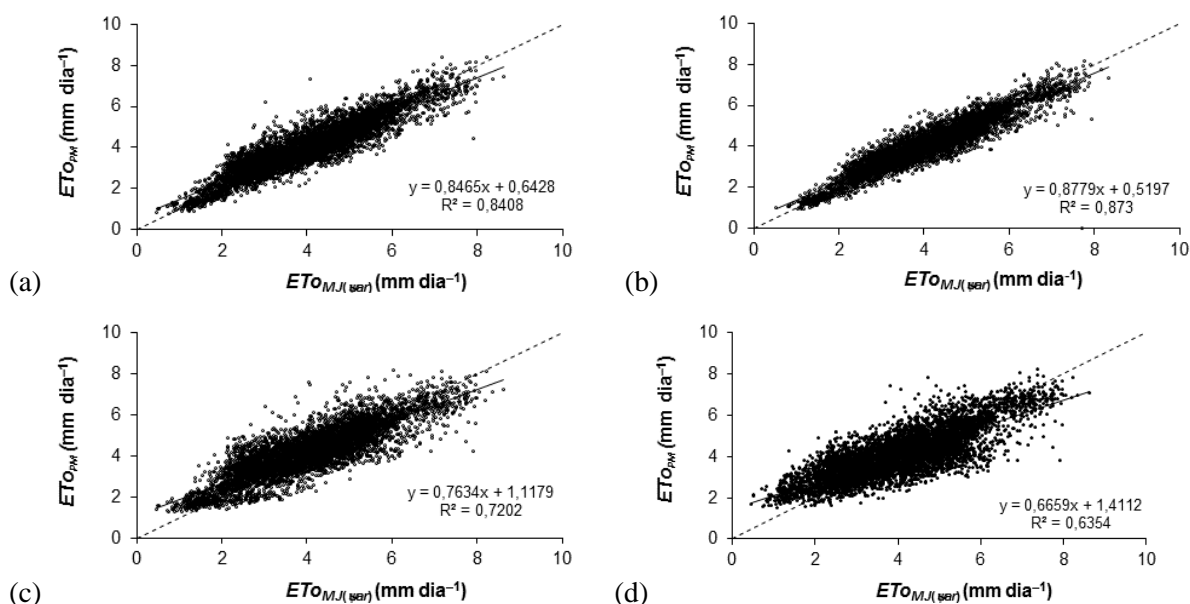 10
8
6
4
2
0
0 2 4 6 8 10
ETo_PM (mm dia⁻¹)
y = 0,8465x + 0,6428
R² = 0,8408
(a) ETo_MJ( (mm dia⁻¹)
10
8
6
4
2
0
0 2 4 6 8 10
ETo_PM (mm dia⁻¹)
y = 0,8779x + 0,5197
R² = 0,873
(b) ETo_MJ( (mm dia⁻¹)
10
8
6
4
2
0
0 2 4 6 8 10
ETo_PM (mm dia⁻¹)
y = 0,7634x + 1,1179
R² = 0,7202
(c) ETo_MJ( (mm dia⁻¹)
10
8
6
4
2
0
0 2 4 6 8 10
ETo_PM (mm dia⁻¹)
y = 0,6659x + 1,4112
R² = 0,6354
(d) ETo_MJ( (mm dia⁻¹)